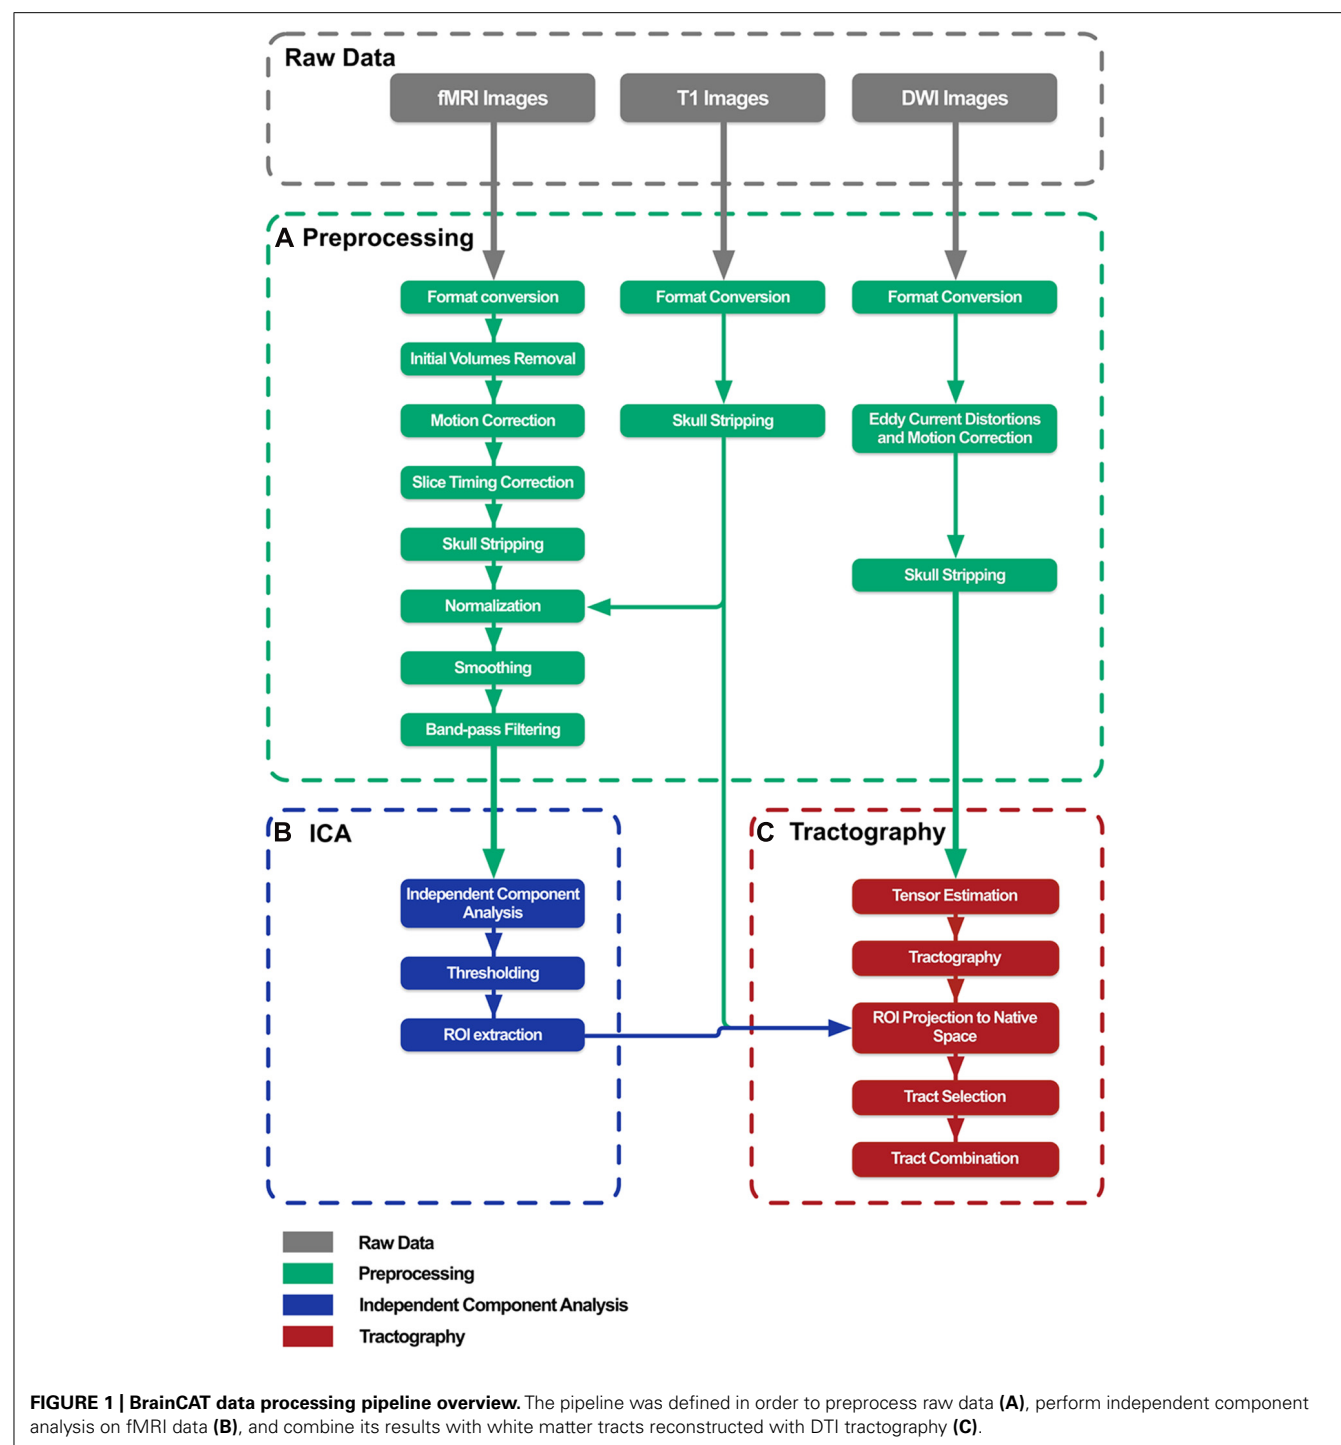 Raw Data
fMRI Images
T1 Images
DWI Images
A Preprocessing
Format conversion
Initial Volumes Removal
Motion Correction
Slice Timing Correction
Skull Stripping
Normalization
Smoothing
Band-pass Filtering
Format Conversion
Skull Stripping
Format Conversion
Eddy Current Distortions
and Motion Correction
Skull Stripping
B ICA
Independent Component
Analysis
Thresholding
ROI extraction
C Tractography
Tensor Estimation
Tractography
ROI Projection to Native
Space
Tract Selection
Tract Combination
Raw Data
Preprocessing
Independent Component Analysis
Tractography
FIGURE 1 | BrainCAT data processing pipeline overview. The pipeline was defined in order to preprocess raw data (A), perform independent component
analysis on fMRI data (B), and combine its results with white matter tracts reconstructed with DTI tractography (C).